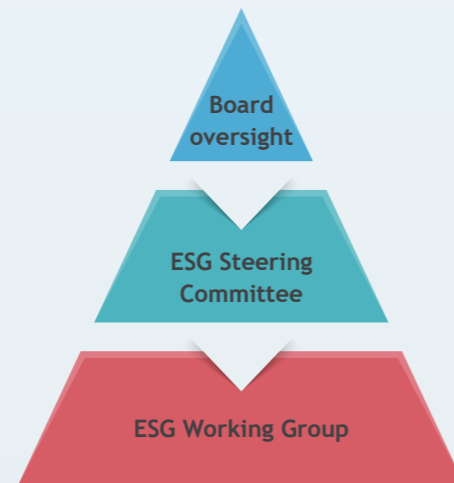 Board
oversight
ESG Steering
Committee
ESG Working Group